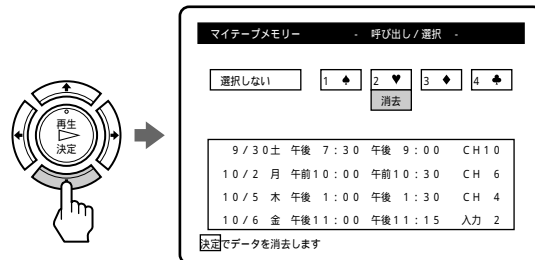 マイテープメモリー - 呼び出し/選択 -
選択しない 1 ♠ 2 ♥ 3 ♦ 4 ♣
消去
再生
決定
9/30土 午後 7:30 午後 9:00 CH10
10/2 月 午前10:00 午前10:30 CH 6
10/5 木 午後 1:00 午後 1:30 CH 4
10/6 金 午後11:00 午後11:15 入力 2
決定でデータを消去します